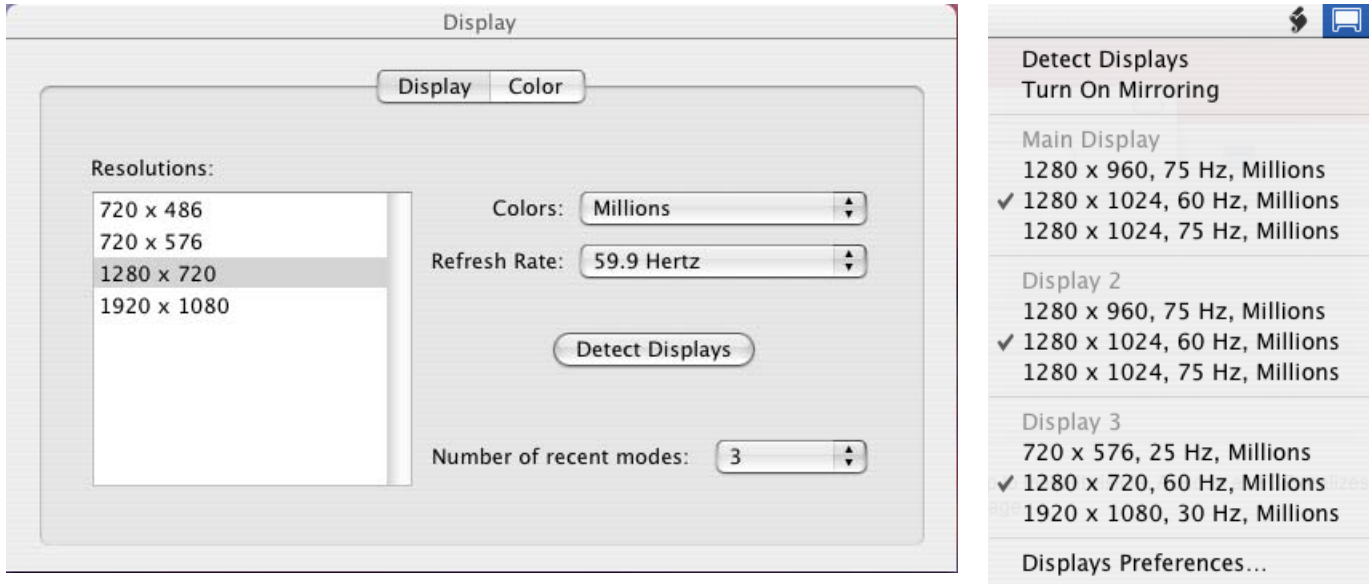 Display
Display Color
Resolutions:
720 x 486
720 x 576
1280 x 720
1920 x 1080
Colors: Millions
Refresh Rate: 59.9 Hertz
Detect Displays
Number of recent modes: 3
Detect Displays
Turn On Mirroring
Main Display
1280 x 960, 75 Hz, Millions
✓ 1280 x 1024, 60 Hz, Millions
1280 x 1024, 75 Hz, Millions
Display 2
1280 x 960, 75 Hz, Millions
✓ 1280 x 1024, 60 Hz, Millions
1280 x 1024, 75 Hz, Millions
Display 3
720 x 576, 25 Hz, Millions
✓ 1280 x 720, 60 Hz, Millions
1920 x 1080, 30 Hz, Millions
Displays Preferences...